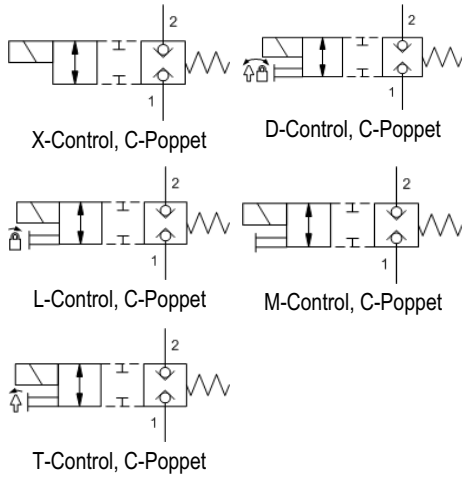 2
1
X-Control, C-Poppet
2
1
D-Control, C-Poppet
2
1
L-Control, C-Poppet
2
1
M-Control, C-Poppet
2
1
T-Control, C-Poppet